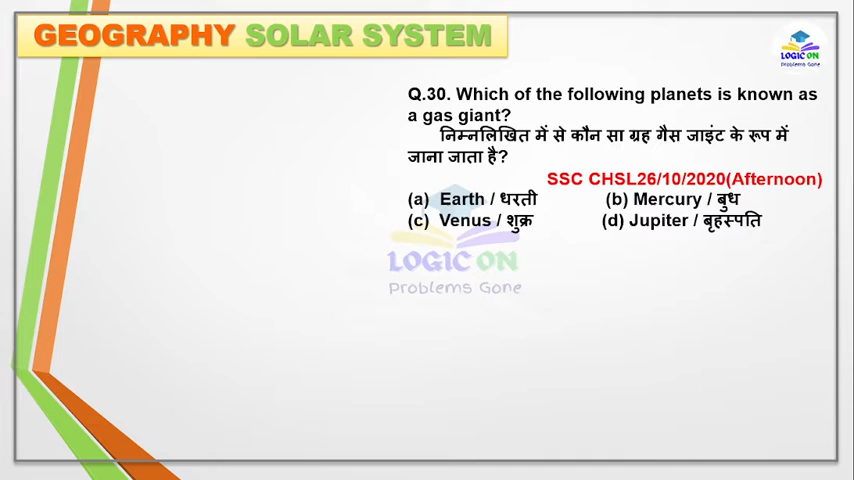 GEOGRAPHY SOLAR SYSTEM
LOGIC ON
Problems Gone
Q.30. Which of the following planets is known as
a gas giant?
निम्नलिखित में से कौन सा ग्रह गैस जाइंट के रूप में
जाना जाता है?
SSC CHSL26/10/2020(Afternoon)
(a) Earth / धरती (b) Mercury / बुध
(c) Venus / शुक्र (d) Jupiter / बृहस्पति
LOGIC ON
Problems Gone